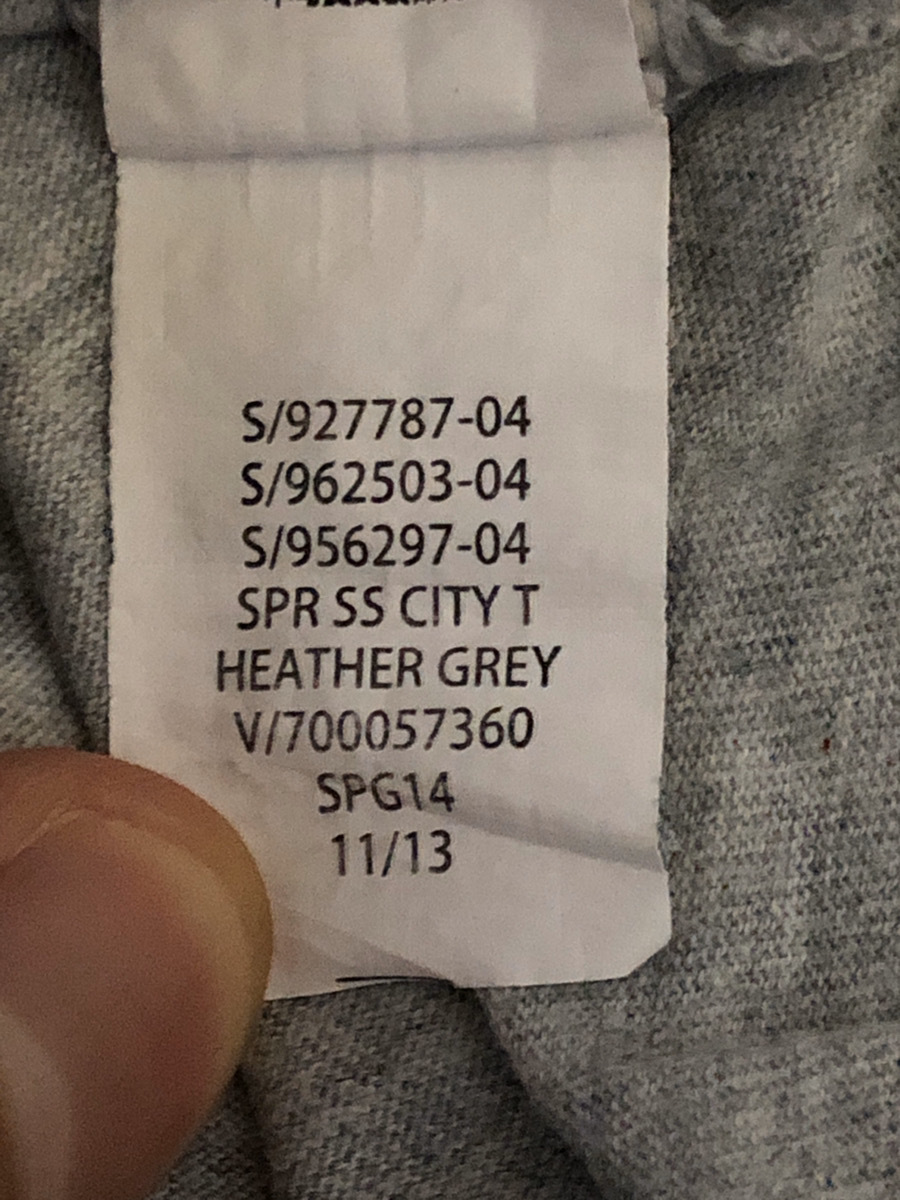 S/927787-04
S/962503-04
S/956297-04
SPR SS CITY T
HEATHER GREY
V/700057360
SPG14
11/13